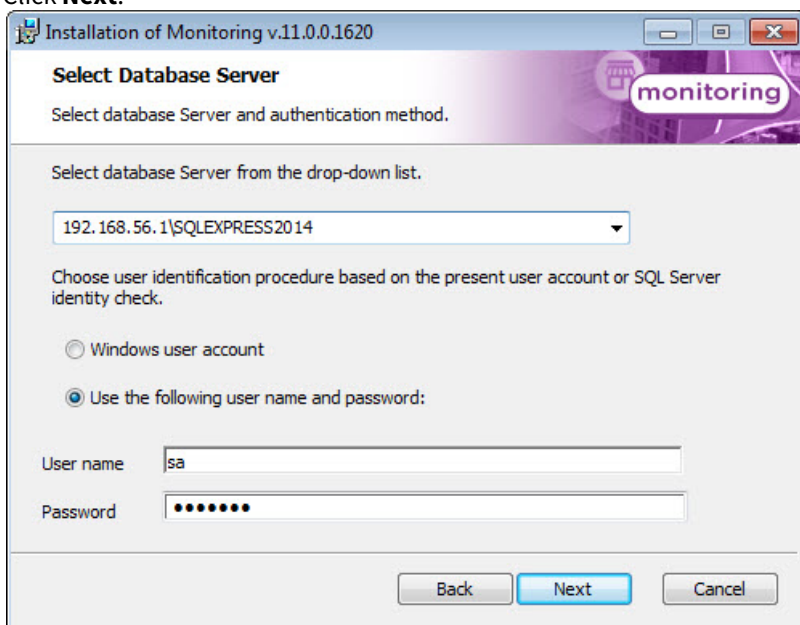 Click Next.
Installation of Monitoring v.11.0.0.1620
Select Database Server
monitoring
Select database Server and authentication method.
Select database Server from the drop-down list.
192.168.56.1\SQLEXPRESS2014
Choose user identification procedure based on the present user account or SQL Server
identity check.
Windows user account
Use the following user name and password:
User name sa
Password •••••••
Back Next Cancel